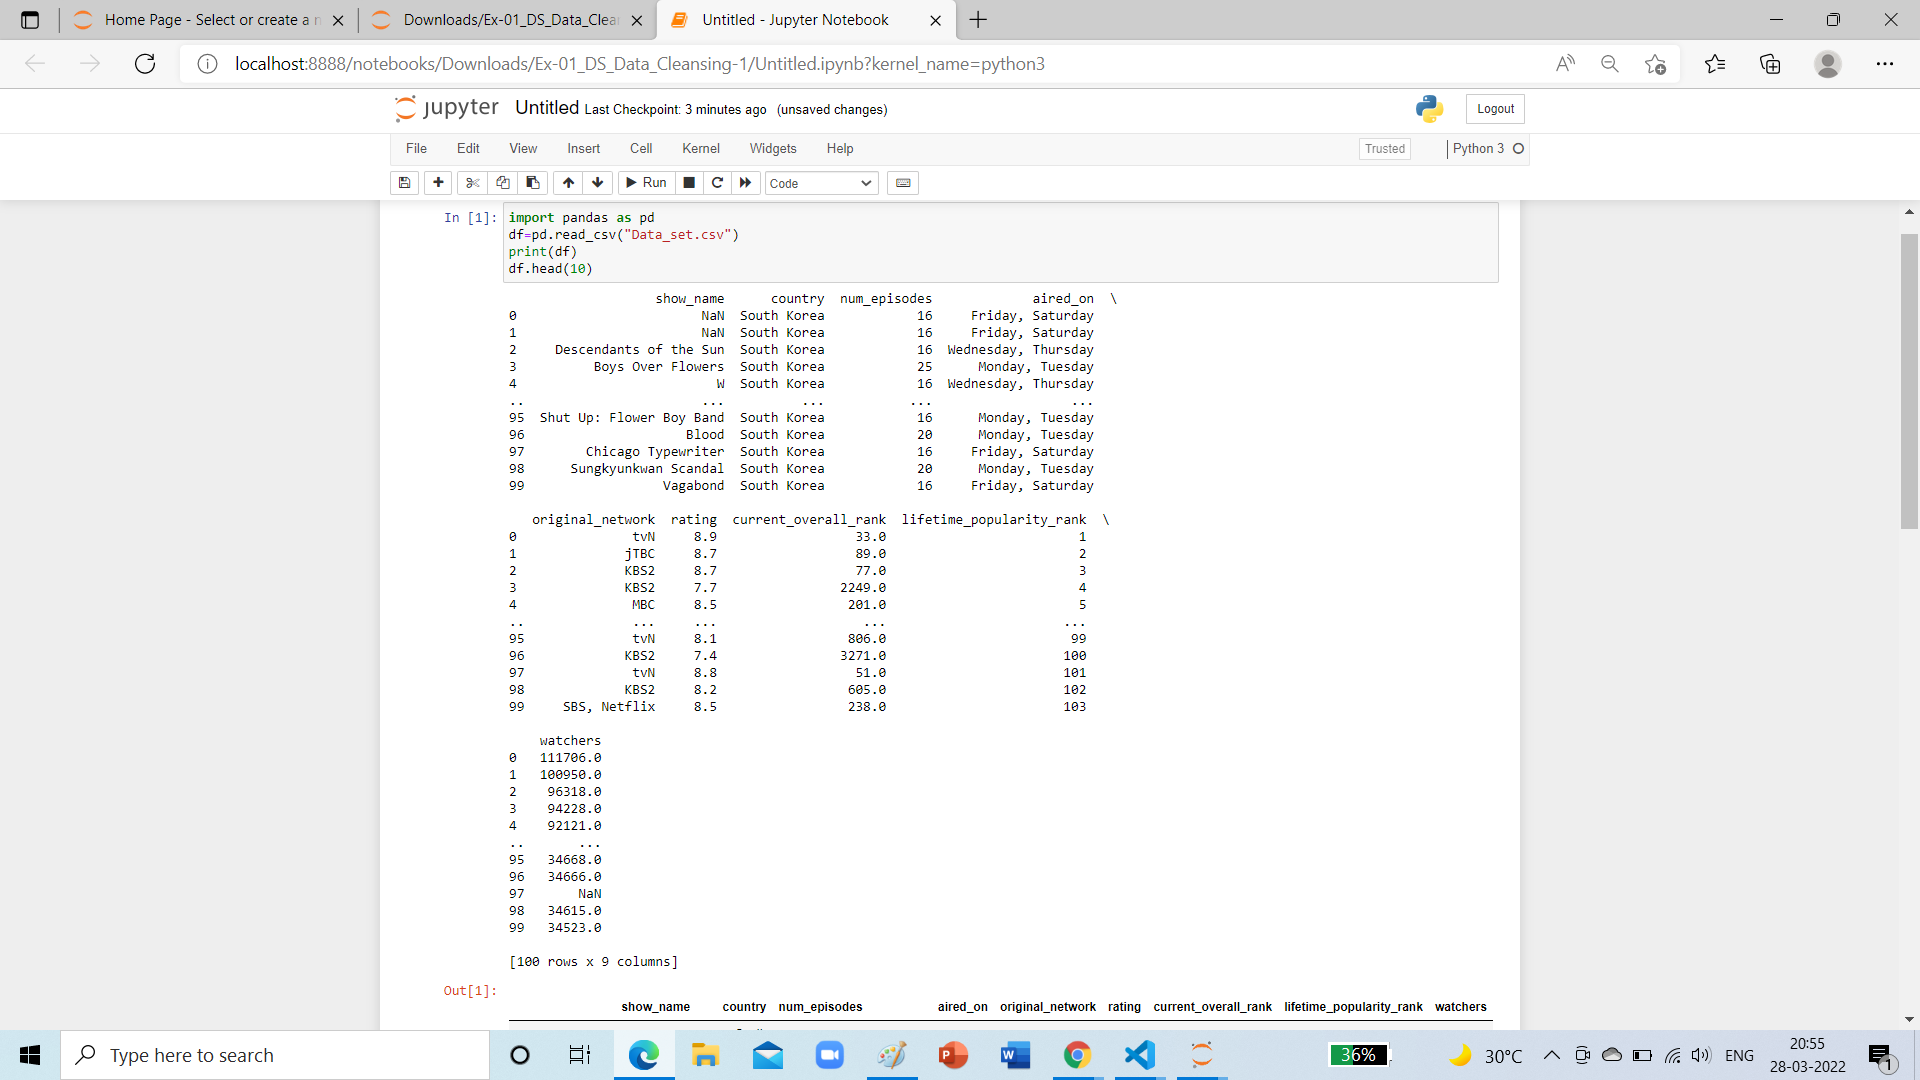 Home Page - Select or create a n
Downloads/Ex-01_DS_Data_Clea
Untitled - Jupyter Notebook
localhost:8888/notebooks/Downloads/Ex-01_DS_Data_Cleansing-1/Untitled.ipynb?kernel_name=python3
jupyter Untitled Last Checkpoint: 3 minutes ago (unsaved changes)
Logout
File Edit View Insert Cell Kernel Widgets Help
Trusted
Python 3
Run
Code
In [1]: import pandas as pd
df=pd.read_csv("Data_set.csv")
print(df)
df.head(10)
show_name country num_episodes aired_on \
0 NaN South Korea 16 Friday, Saturday
1 NaN South Korea 16 Friday, Saturday
2 Descendants of the Sun South Korea 16 Wednesday, Thursday
3 Boys Over Flowers South Korea 25 Monday, Tuesday
4 W South Korea 16 Wednesday, Thursday
.. ... ... ... ...
95 Shut Up: Flower Boy Band South Korea 16 Monday, Tuesday
96 Blood South Korea 20 Monday, Tuesday
97 Chicago Typewriter South Korea 16 Friday, Saturday
98 Sungkyunkwan Scandal South Korea 20 Monday, Tuesday
99 Vagabond South Korea 16 Friday, Saturday
original_network rating current_overall_rank lifetime_popularity_rank \
0 tvN 8.9 33.0 1
1 jTBC 8.7 89.0 2
2 KBS2 8.7 77.0 3
3 KBS2 7.7 2249.0 4
4 MBC 8.5 201.0 5
.. ... ... ... ...
95 tvN 8.1 806.0 99
96 KBS2 7.4 3271.0 100
97 tvN 8.8 51.0 101
98 KBS2 8.2 605.0 102
99 SBS, Netflix 8.5 238.0 103
watchers
0 111706.0
1 100950.0
2 96318.0
3 94228.0
4 92121.0
.. ...
95 34668.0
96 34666.0
97 NaN
98 34615.0
99 34523.0
[100 rows x 9 columns]
Out[1]:
show_name country num_episodes aired_on original_network rating current_overall_rank lifetime_popularity_rank watchers
Type here to search
36%
30°C
ENG
20:55
28-03-2022
1